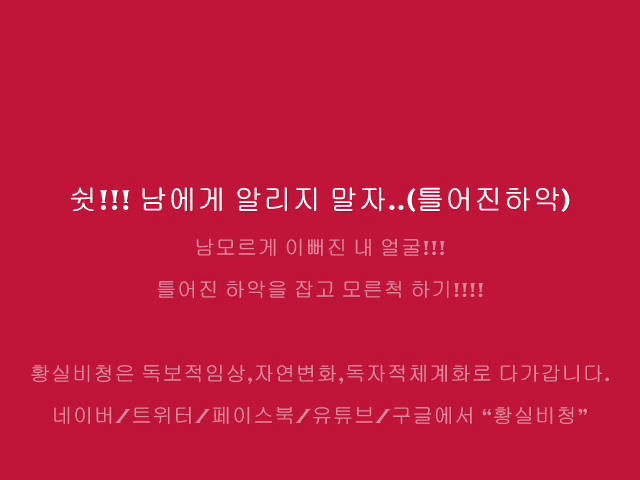 쉿!!! 남에게 알리지 말자..(틀어진하악)
남모르게 이뻐진 내 얼굴!!!
틀어진 하악을 잡고 모른척 하기!!!!
황실비청은 독보적임상,자연변화,독자적체계화로 다가갑니다.
네이버/트위터/페이스북/유튜브/구글에서 “황실비청”